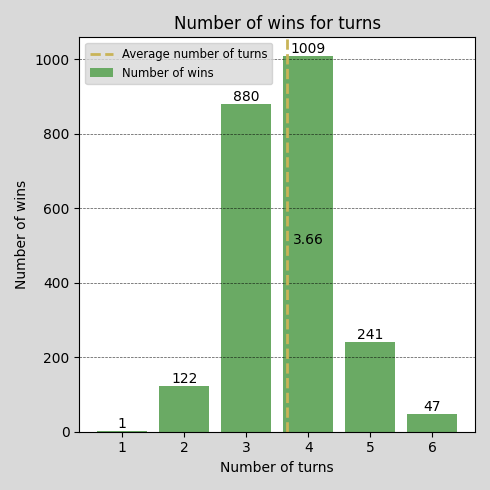 Number of wins for turns
Average number of turns
Number of wins
1009
880
3.66
241
122
47
1
Number of wins
1000
800
600
400
200
0
1 2 3 4 5 6
Number of turns